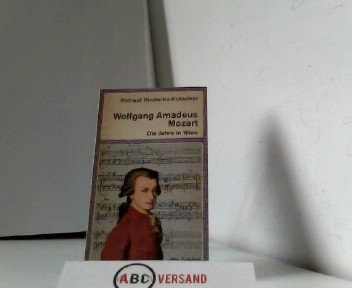 Wolfgang Amadeus
Mozart
Die Jahre in Wien
ABC VERSAND